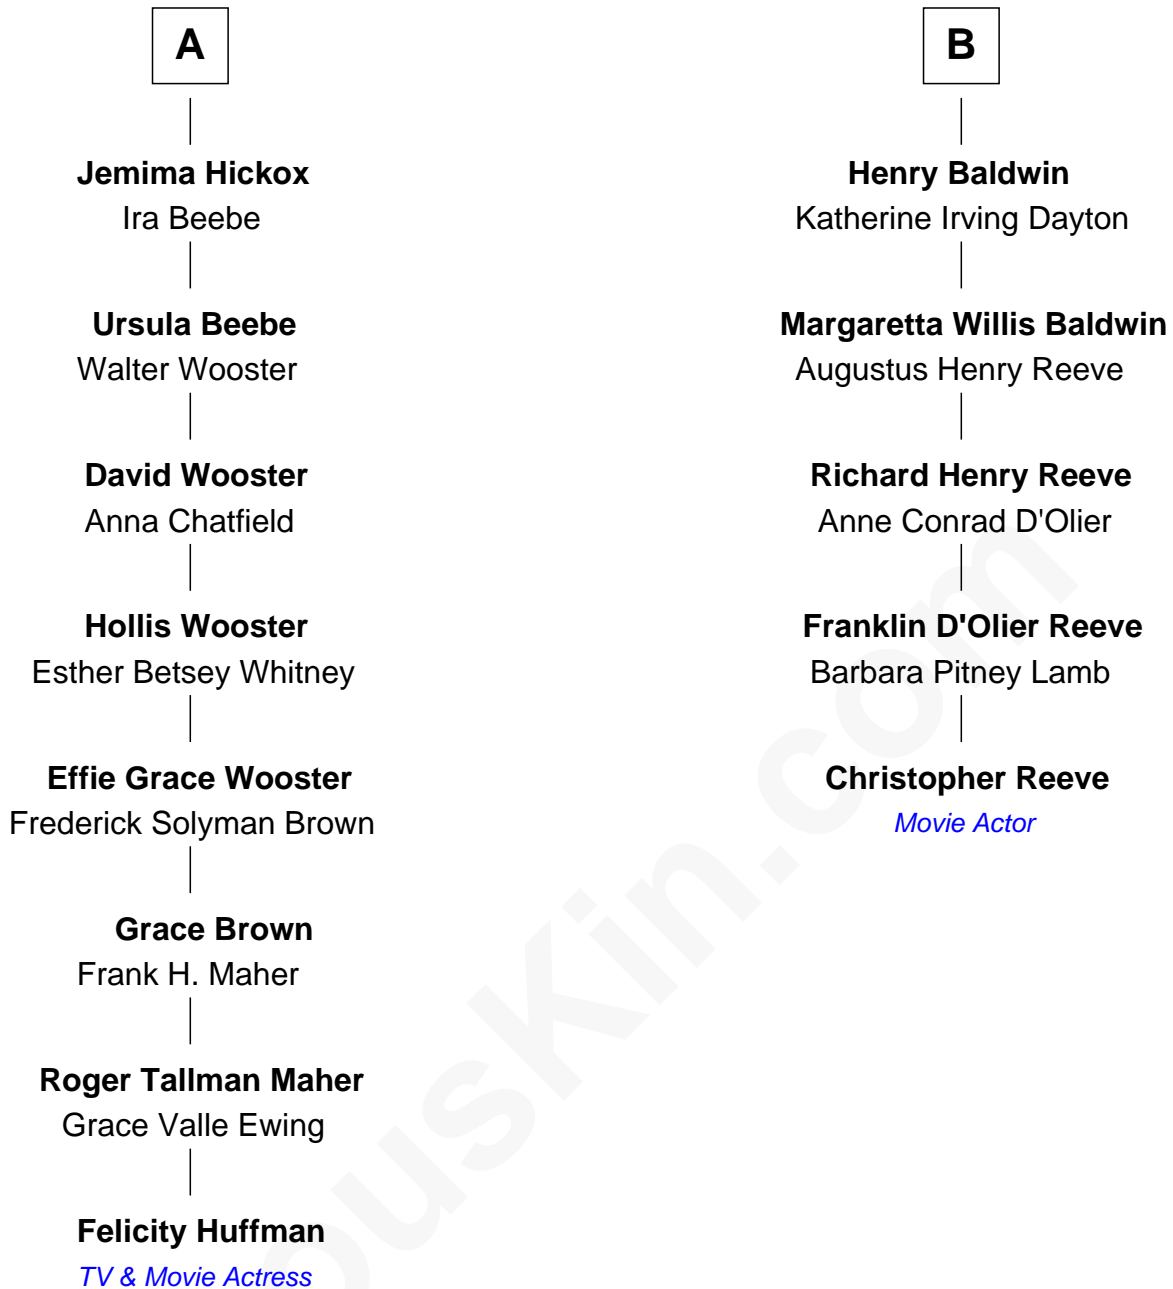 A
Jemima Hickox
Ira Beebe
Ursula Beebe
Walter Wooster
David Wooster
Anna Chatfield
Hollis Wooster
Esther Betsey Whitney
Effie Grace Wooster
Frederick Solyman Brown
Grace Brown
Frank H. Maher
Roger Tallman Maher
Grace Valle Ewing
Felicity Huffman
TV & Movie Actress
B
Henry Baldwin
Katherine Irving Dayton
Margaretta Willis Baldwin
Augustus Henry Reeve
Richard Henry Reeve
Anne Conrad D'Olier
Franklin D'Olier Reeve
Barbara Pitney Lamb
Christopher Reeve
Movie Actor
ousKin.com